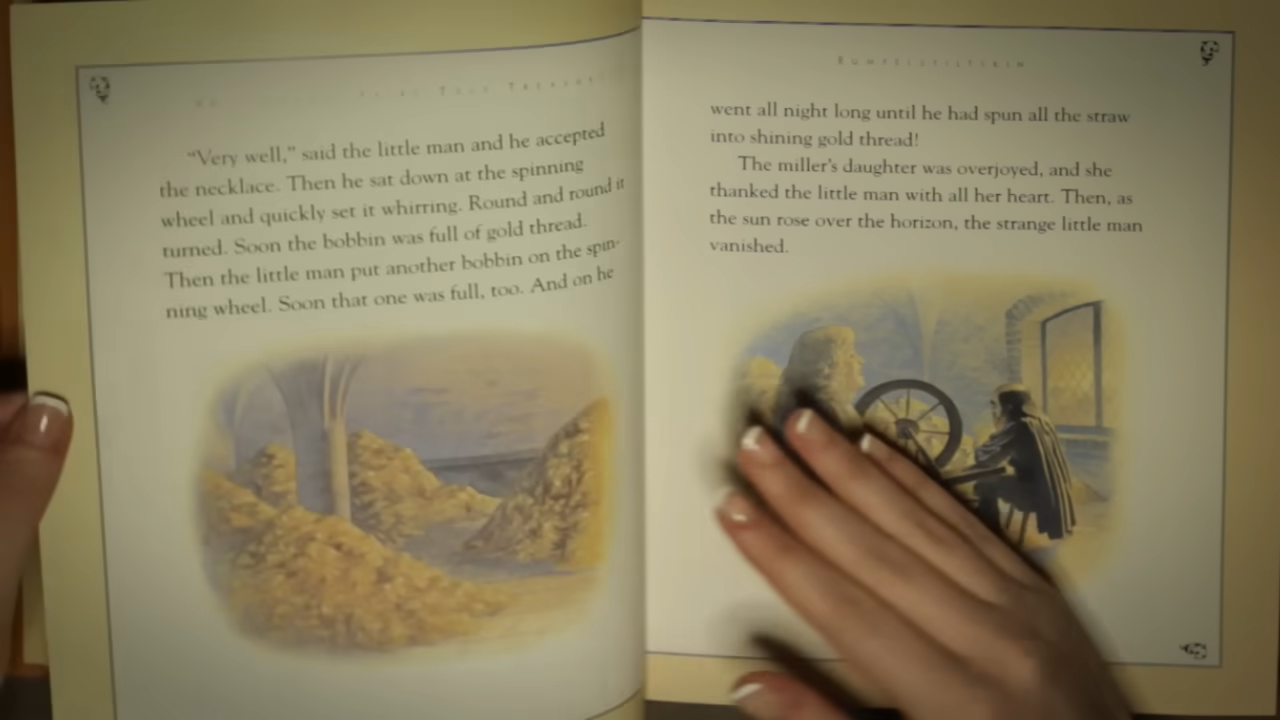 "Very well," said the little man and he accepted
the necklace. Then he sat down at the spinning
wheel and quickly set it whirring. Round and round it
turned. Soon the bobbin was full of gold thread.
Then the little man put another bobbin on the spin-
ning wheel. Soon that one was full, too. And on he
RUMPELSTILTSKIN
went all night long until he had spun all the straw
into shining gold thread!
The miller's daughter was overjoyed, and she
thanked the little man with all her heart. Then, as
the sun rose over the horizon, the strange little man
vanished.